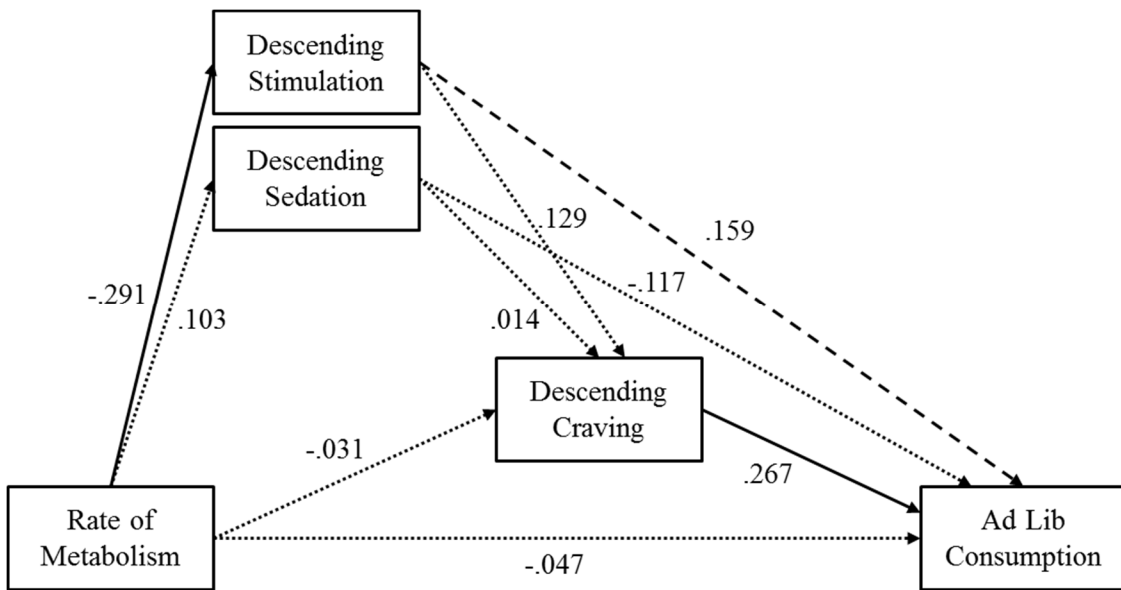 Descending
Stimulation
Descending
Sedation
.129
.159
-.117
-.291
.103
.014
Descending
Craving
-.031
.267
Rate of
Metabolism
Ad Lib
Consumption
-.047